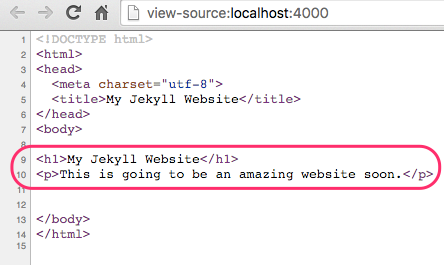 view-source:localhost:4000
1 <!DOCTYPE html>
2 <html>
3 <head>
4 <meta charset="utf-8">
5 <title>My Jekyll Website</title>
6 </head>
7 <body>
8
9 <h1>My Jekyll Website</h1>
10 <p>This is going to be an amazing website soon.</p>
11
12
13 </body>
14 </html>
15